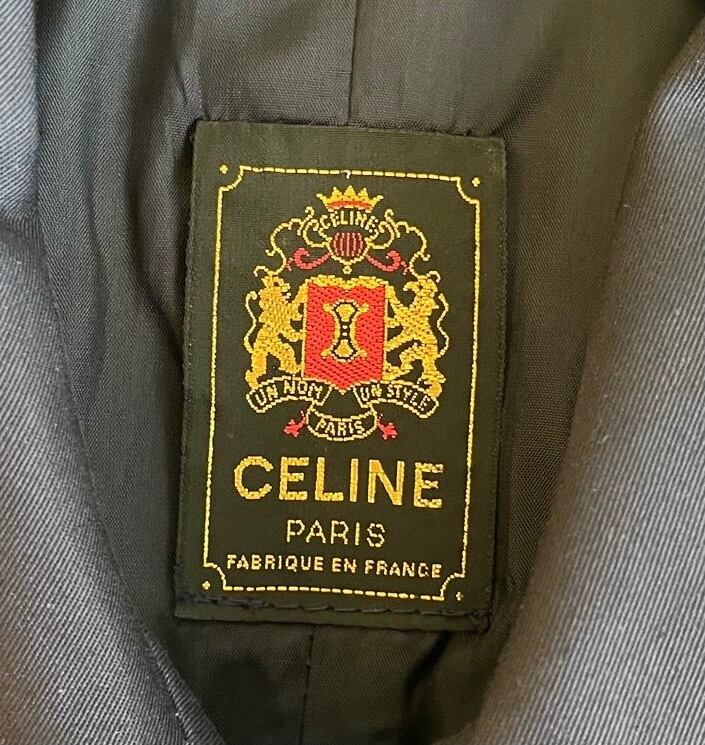 CELINE
UN NOM UN STYLE
PARIS
CELINE
PARIS
FABRIQUE EN FRANCE